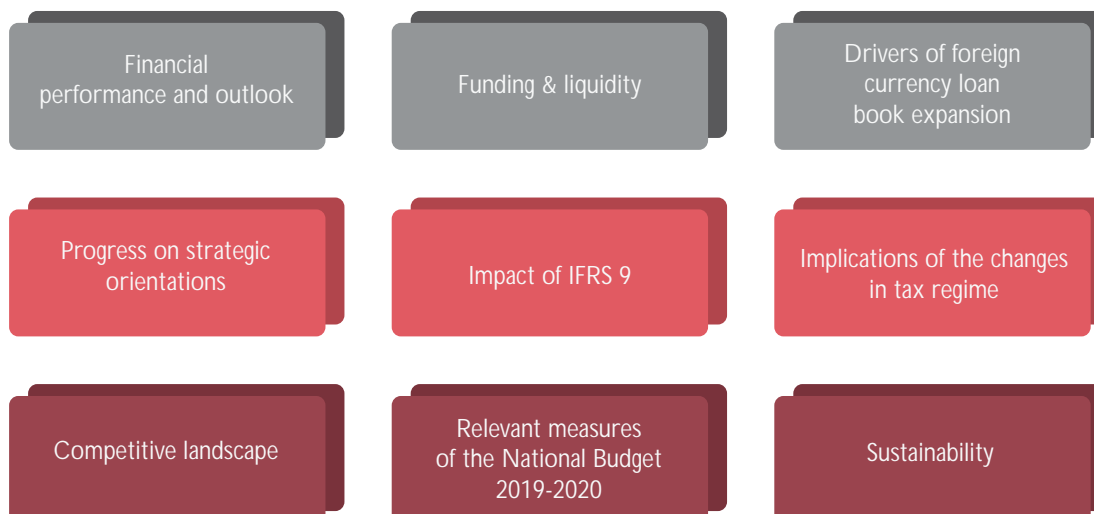 Financial
performance and outlook
Funding & liquidity
Drivers of foreign
currency loan
book expansion
Progress on strategic
orientations
Impact of IFRS 9
Implications of the changes
in tax regime
Competitive landscape
Relevant measures
of the National Budget
2019-2020
Sustainability